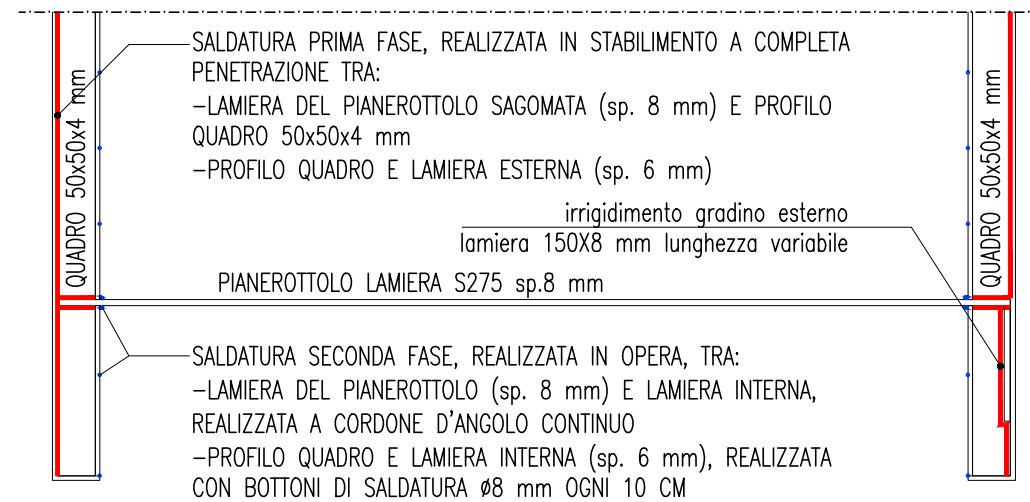 SALDATURA PRIMA FASE, REALIZZATA IN STABILIMENTO A COMPLETA
PENETRAZIONE TRA:
-LAMIERA DEL PIANEROTTOLO SAGOMATA (sp. 8 mm) E PROFILO
QUADRO 50x50x4 mm
-PROFILO QUADRO E LAMIERA ESTERNA (sp. 6 mm)
QUADRO 50x50x4 mm
QUADRO 50x50x4 mm
irrigidimento gradino esterno
lamiera 150X8 mm lunghezza variabile
PIANEROTTOLO LAMIERA S275 sp.8 mm
SALDATURA SECONDA FASE, REALIZZATA IN OPERA, TRA:
-LAMIERA DEL PIANEROTTOLO (sp. 8 mm) E LAMIERA INTERNA,
REALIZZATA A CORDONE D'ANGOLO CONTINUO
-PROFILO QUADRO E LAMIERA INTERNA (sp. 6 mm), REALIZZATA
CON BOTTONI DI SALDATURA ø8 mm OGNI 10 CM